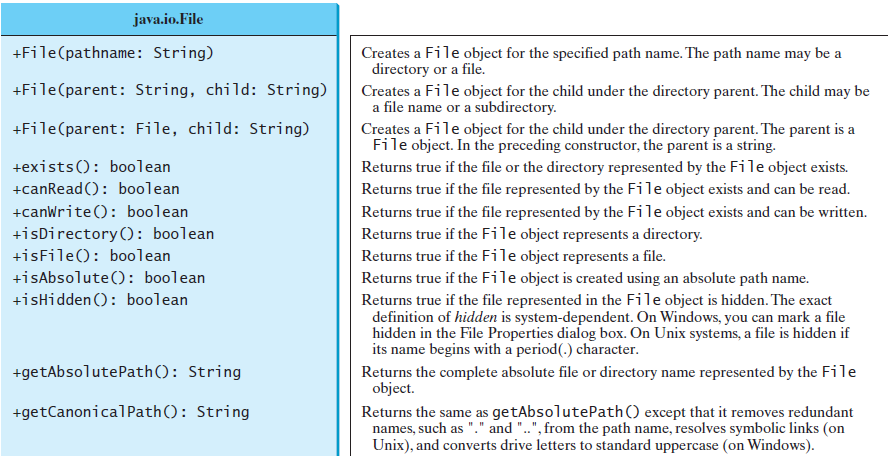 java.io.File
+File(pathname: String)
Creates a File object for the specified path name. The path name may be a
directory or a file.
+File(parent: String, child: String)
Creates a File object for the child under the directory parent. The child may be
a file name or a subdirectory.
+File(parent: File, child: String)
Creates a File object for the child under the directory parent. The parent is a
File object. In the preceding constructor, the parent is a string.
+exists(): boolean
Returns true if the file or the directory represented by the File object exists.
+canRead(): boolean
Returns true if the file represented by the File object exists and can be read.
+canWrite(): boolean
Returns true if the file represented by the File object exists and can be written.
+isDirectory(): boolean
Returns true if the File object represents a directory.
+isFile(): boolean
Returns true if the File object represents a file.
+isAbsolute(): boolean
Returns true if the File object is created using an absolute path name.
+isHidden(): boolean
Returns true if the file represented in the File object is hidden. The exact
definition of hidden is system-dependent. On Windows, you can mark a file
hidden in the File Properties dialog box. On Unix systems, a file is hidden if
its name begins with a period(.) character.
+getAbsolutePath(): String
Returns the complete absolute file or directory name represented by the File
object.
+getCanonicalPath(): String
Returns the same as getAbsolutePath() except that it removes redundant
names, such as "." and "..", from the path name, resolves symbolic links (on
Unix), and converts drive letters to standard uppercase (on Windows).